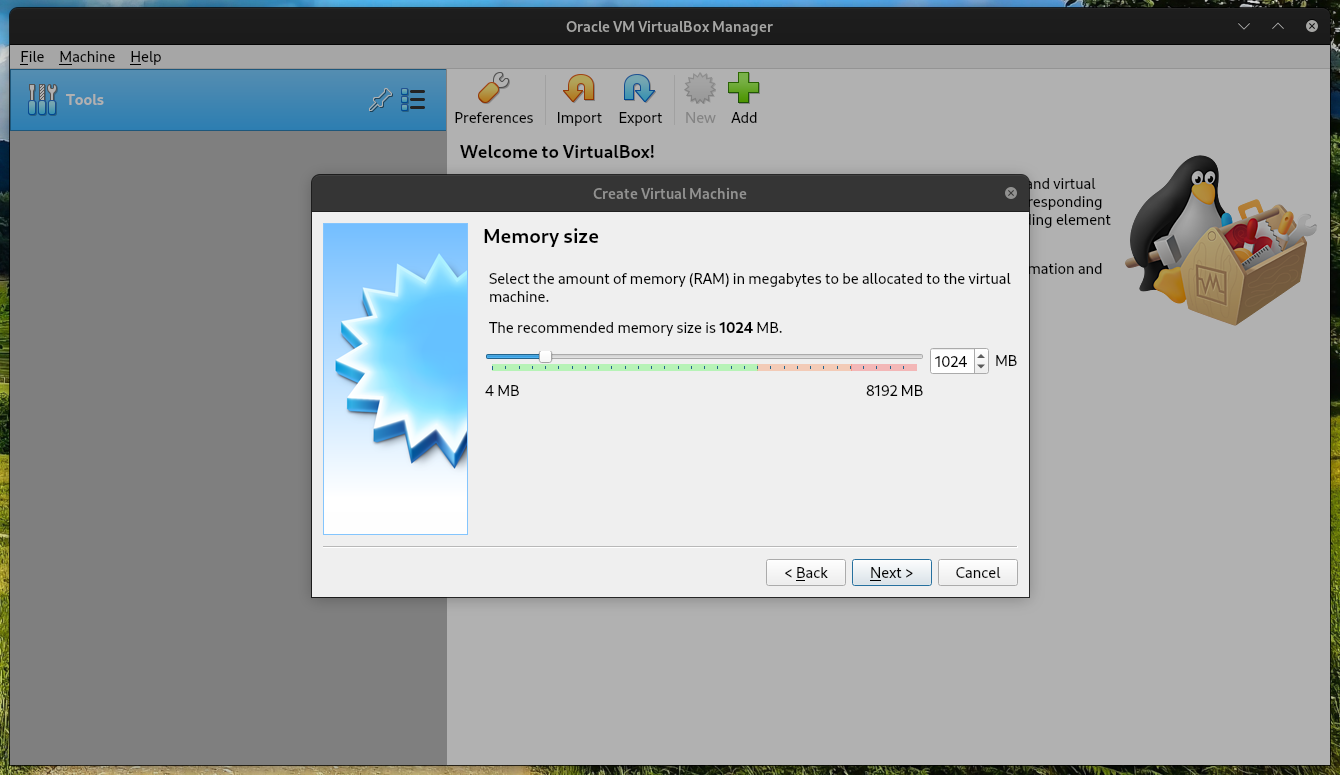 Oracle VM VirtualBox Manager
File Machine Help
Tools
Preferences Import Export New Add
Welcome to VirtualBox!
and virtual
responding
ing element
mation and
Create Virtual Machine
Memory size
Select the amount of memory (RAM) in megabytes to be allocated to the virtual
machine.
The recommended memory size is 1024 MB.
1024 MB
4 MB 8192 MB
< Back Next > Cancel